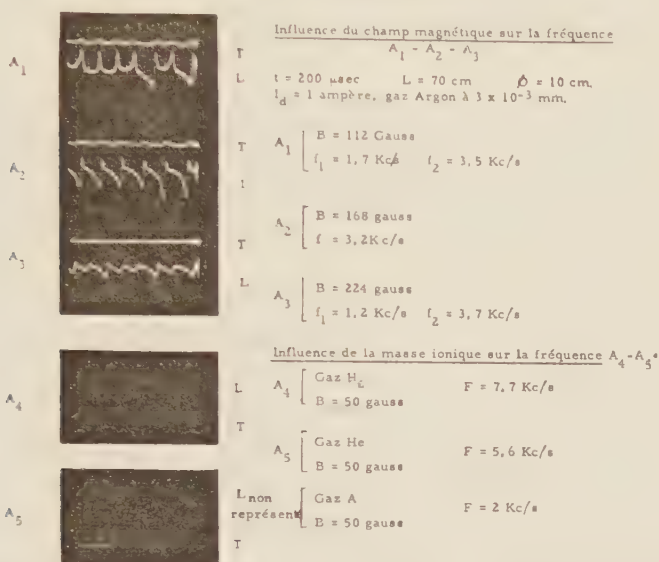 Influence du champ magnétique sur la fréquence
A1 - A2 - A3
t = 200 µsec L = 70 cm ϕ = 10 cm.
Id = 1 ampère, gaz Argon à 3 x 10-3 mm.
A1
T
L
A1 B = 112 Gauss
f1 = 1,7 Kc/s f2 = 3,5 Kc/s
A2
T
A2 B = 168 gauss
f = 3,2Kc/s
A3
T
L
A3 B = 224 gauss
f1 = 1,2 Kc/s f2 = 3,7 Kc/s
Influence de la masse ionique sur la fréquence A4-A5.
A4
L
T
A4 Gaz H2
B = 50 gauss
F = 7,7 Kc/s
A5 Gaz He
B = 50 gauss
F = 5,6 Kc/s
A5
L non
représenté
T
Gaz A
B = 50 gauss
F = 2 Kc/s